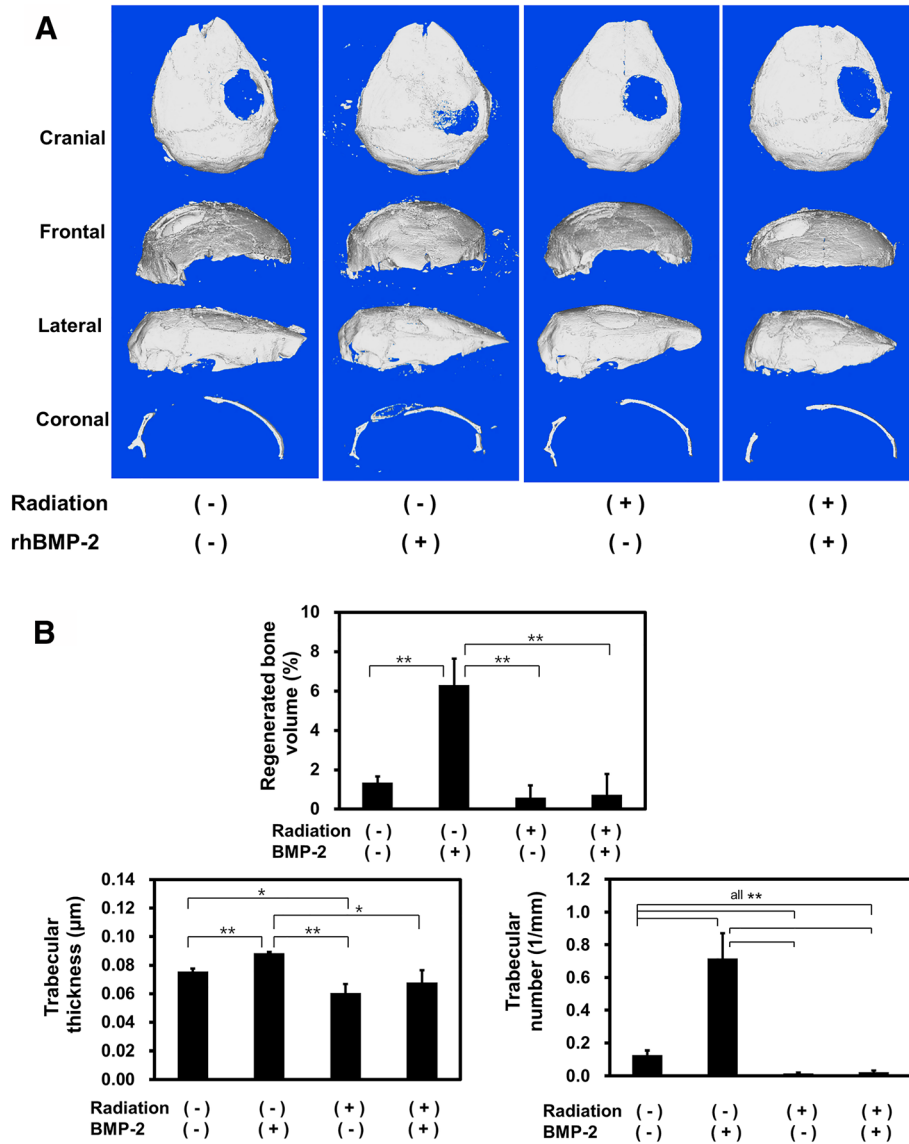 A
Cranial
Frontal
Lateral
Coronal
Radiation ( - ) ( - ) ( + ) ( + )
rhBMP-2 ( - ) ( + ) ( - ) ( + )
B
Regenerated bone
volume (%)
10
8
6
4
2
0
** ** **
Radiation ( - ) ( - ) ( + ) ( + )
BMP-2 ( - ) ( + ) ( - ) ( + )
Trabecular
thickness (μm)
0.14
0.12
0.10
0.08
0.06
0.04
0.02
0.00
* * ** **
Radiation ( - ) ( - ) ( + ) ( + )
BMP-2 ( - ) ( + ) ( - ) ( + )
Trabecular
number (1/mm)
1.2
1.0
0.8
0.6
0.4
0.2
0.0
all **
Radiation ( - ) ( - ) ( + ) ( + )
BMP-2 ( - ) ( + ) ( - ) ( + )